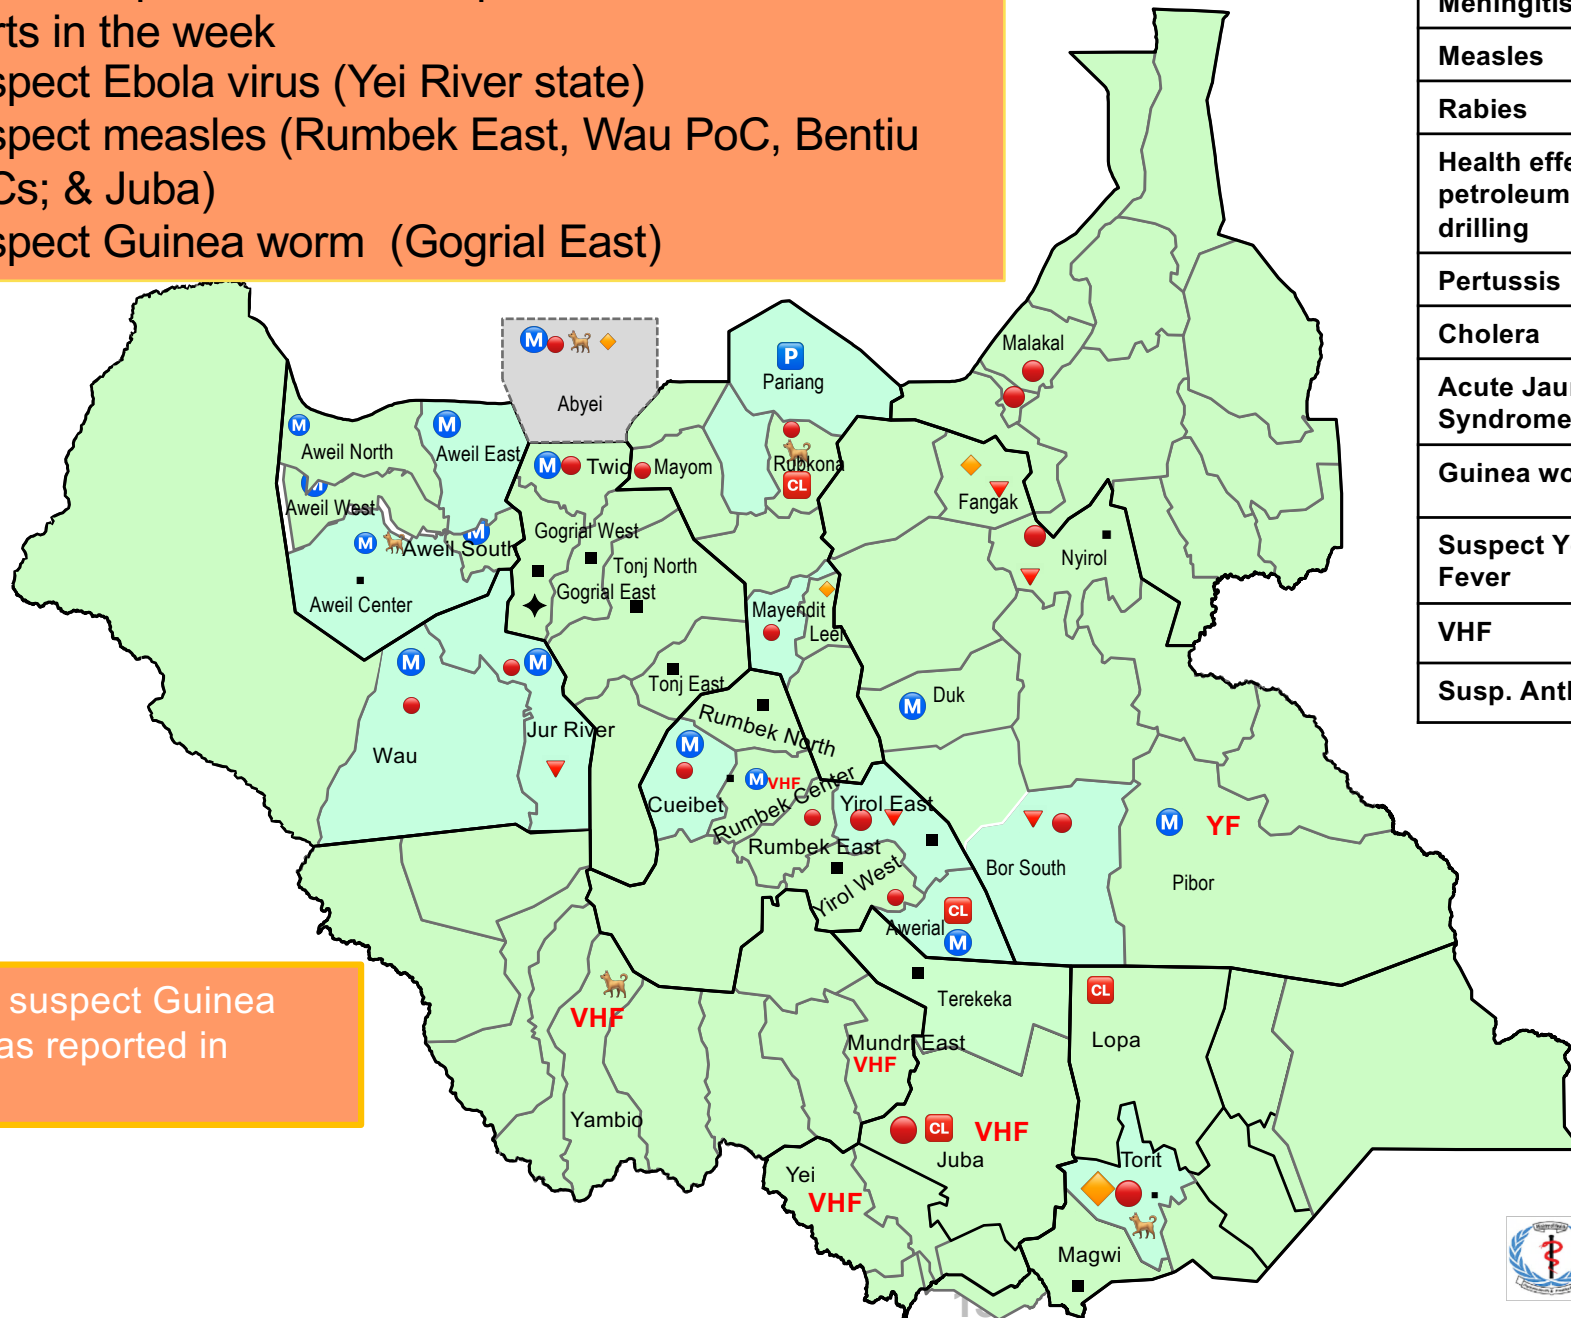 rts in the week
spect Ebola virus (Yei River state)
spect measles (Rumbek East, Wau PoC, Bentiu
Cs; & Juba)
spect Guinea worm (Gogrial East)
Meningitis
Measles
Rabies
Health effe
petroleum
drilling
Pertussis
Cholera
Acute Jau
Syndrome
Guinea wo
Suspect Y
Fever
VHF
Susp. Anth
M
Abyei
P
Pariang
Malakal
M
Aweil North
M
Aweil East
M
Twic
Mayom
Rubkona
CL
Fangak
M
Aweil West
M
Aweil South
M
Aweil Center
Gogrial West
Tonj North
Gogrial East
Nyirol
Mayendit
Leer
M
M
Tonj East
M
Duk
Rumbek North
Jur River
Wau
M
Cueibet
M
VHF
Rumbek Center
Yirol East
Rumbek East
Yirol West
Bor South
M
YF
Pibor
CL
Awerial
M
suspect Guinea
as reported in
VHF
Yambio
Terekeka
CL
Lopa
Mundri East
VHF
CL
VHF
Juba
Yei
VHF
Torit
Magwi